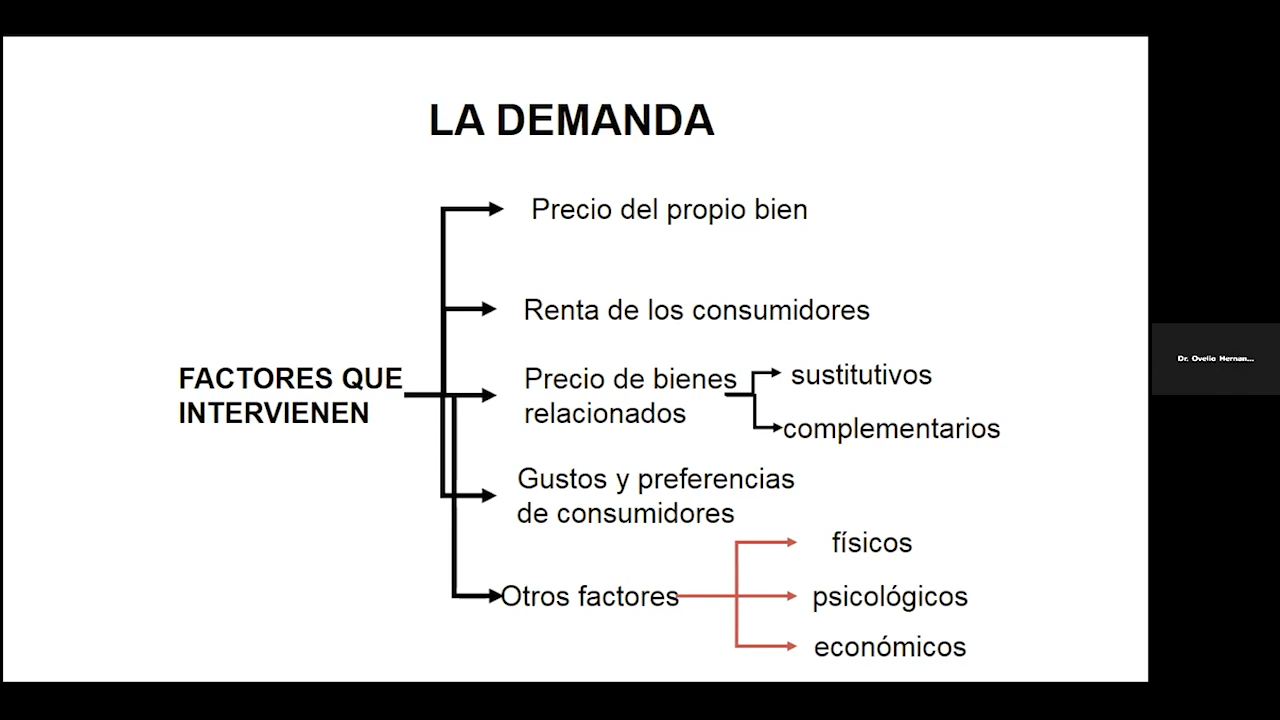 LA DEMANDA
Precio del propio bien
Renta de los consumidores
FACTORES QUE
INTERVIENEN
Precio de bienes
relacionados
sustitutivos
complementarios
Gustos y preferencias
de consumidores
Otros factores
físicos
psicológicos
económicos
Dr. Ovelio Hernan...